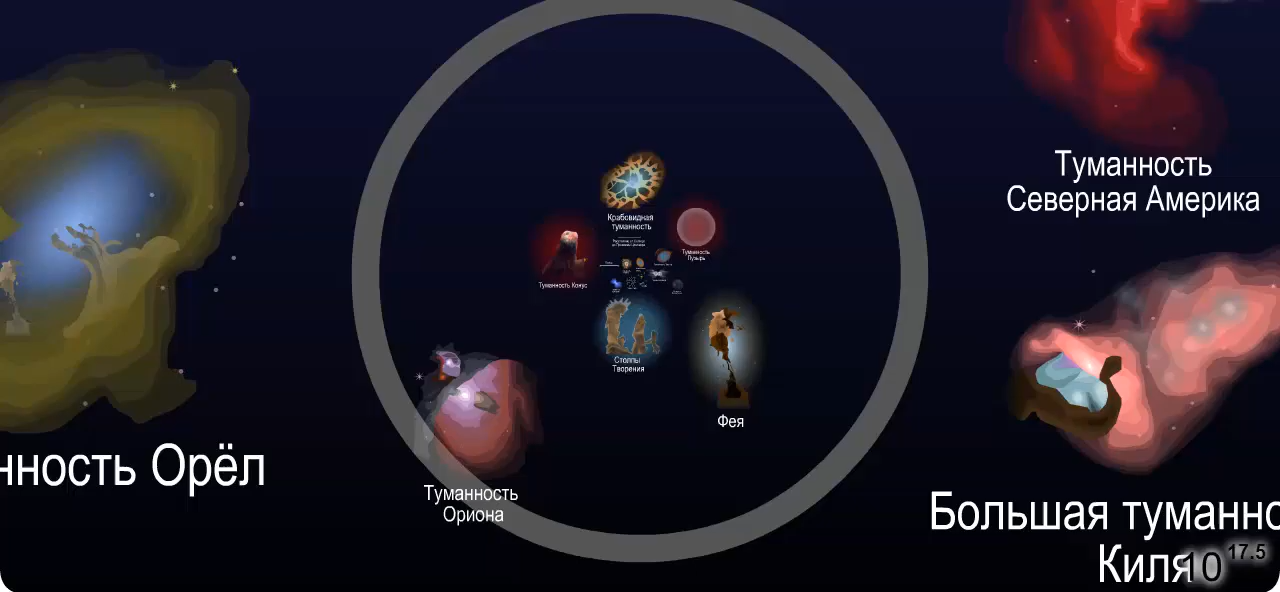 Туманность
Северная Америка
Крабовидная
туманность
Туманность
Пузырь
Туманность Конус
Столпы
Творения
Фея
нность Орёл
Туманность
Ориона
Большая туманно
Киля
10 17.5